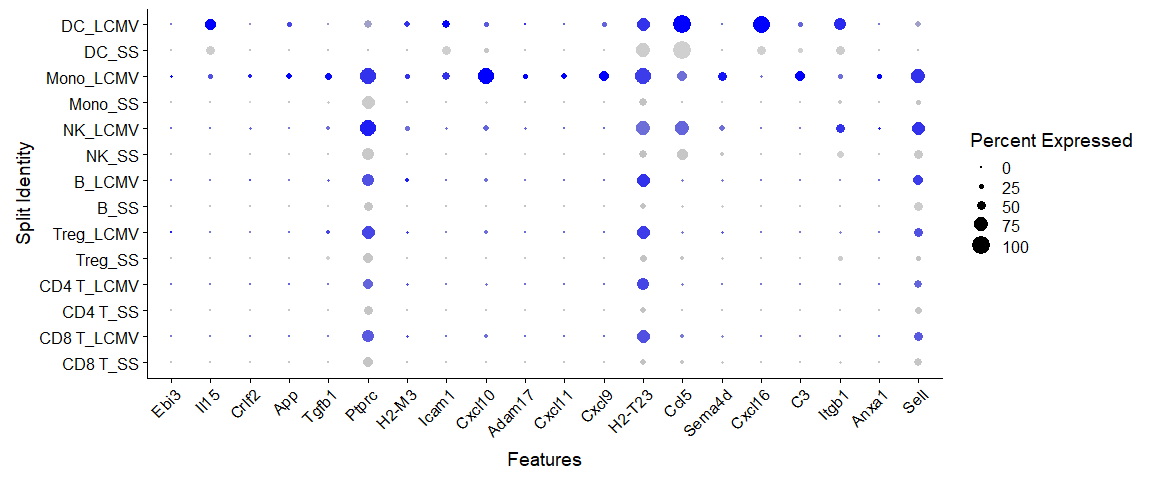 DC_LCMV
DC_SS
Mono_LCMV
Mono_SS
NK_LCMV
NK_SS
B_LCMV
B_SS
Treg_LCMV
Treg_SS
CD4 T_LCMV
CD4 T_SS
CD8 T_LCMV
CD8 T_SS
Split Identity
Ebi3
Il15
Crlf2
App
Tgfb1
Ptprc
H2-M3
Icam1
Cxcl10
Adam17
Cxcl11
Cxcl9
H2-T23
Ccl5
Sema4d
Cxcl16
C3
Itgb1
Anxa1
Sell
Features
Percent Expressed
0
25
50
75
100